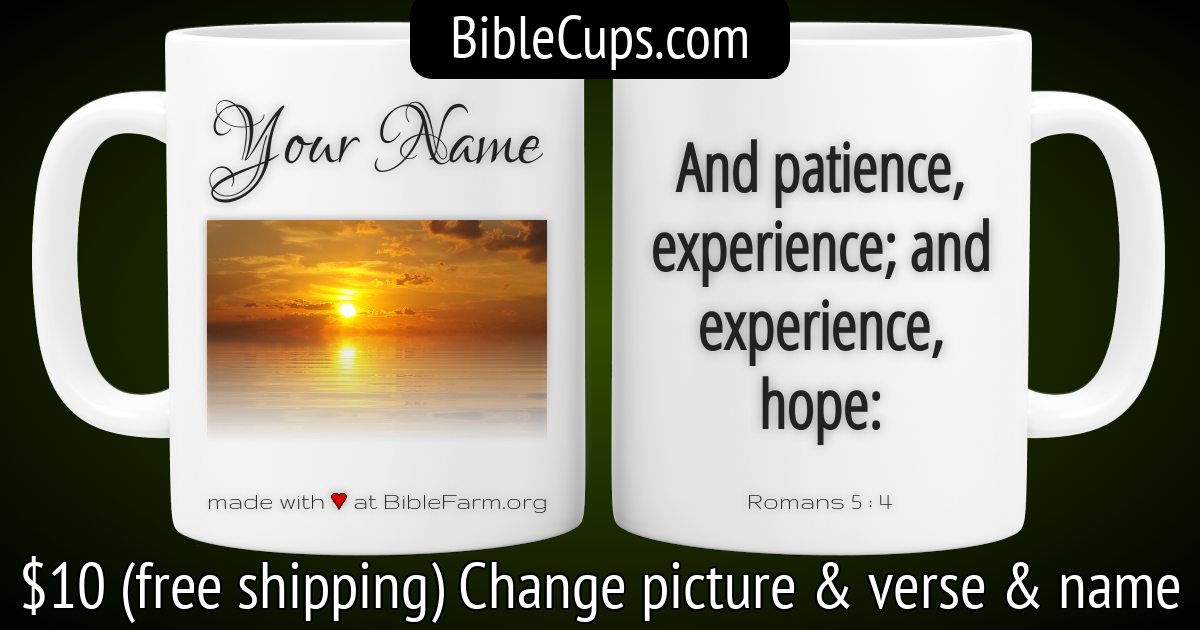 BibleCups.com
Your Name
made with ♥ at BibleFarm.org
And patience,
experience; and
experience,
hope:
Romans 5 : 4
$10 (free shipping) Change picture & verse & name